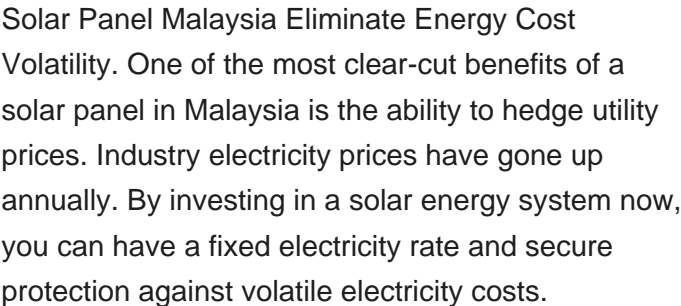 Solar Panel Malaysia Eliminate Energy Cost
Volatility. One of the most clear-cut benefits of a
solar panel in Malaysia is the ability to hedge utility
prices. Industry electricity prices have gone up
annually. By investing in a solar energy system now,
you can have a fixed electricity rate and secure
protection against volatile electricity costs.